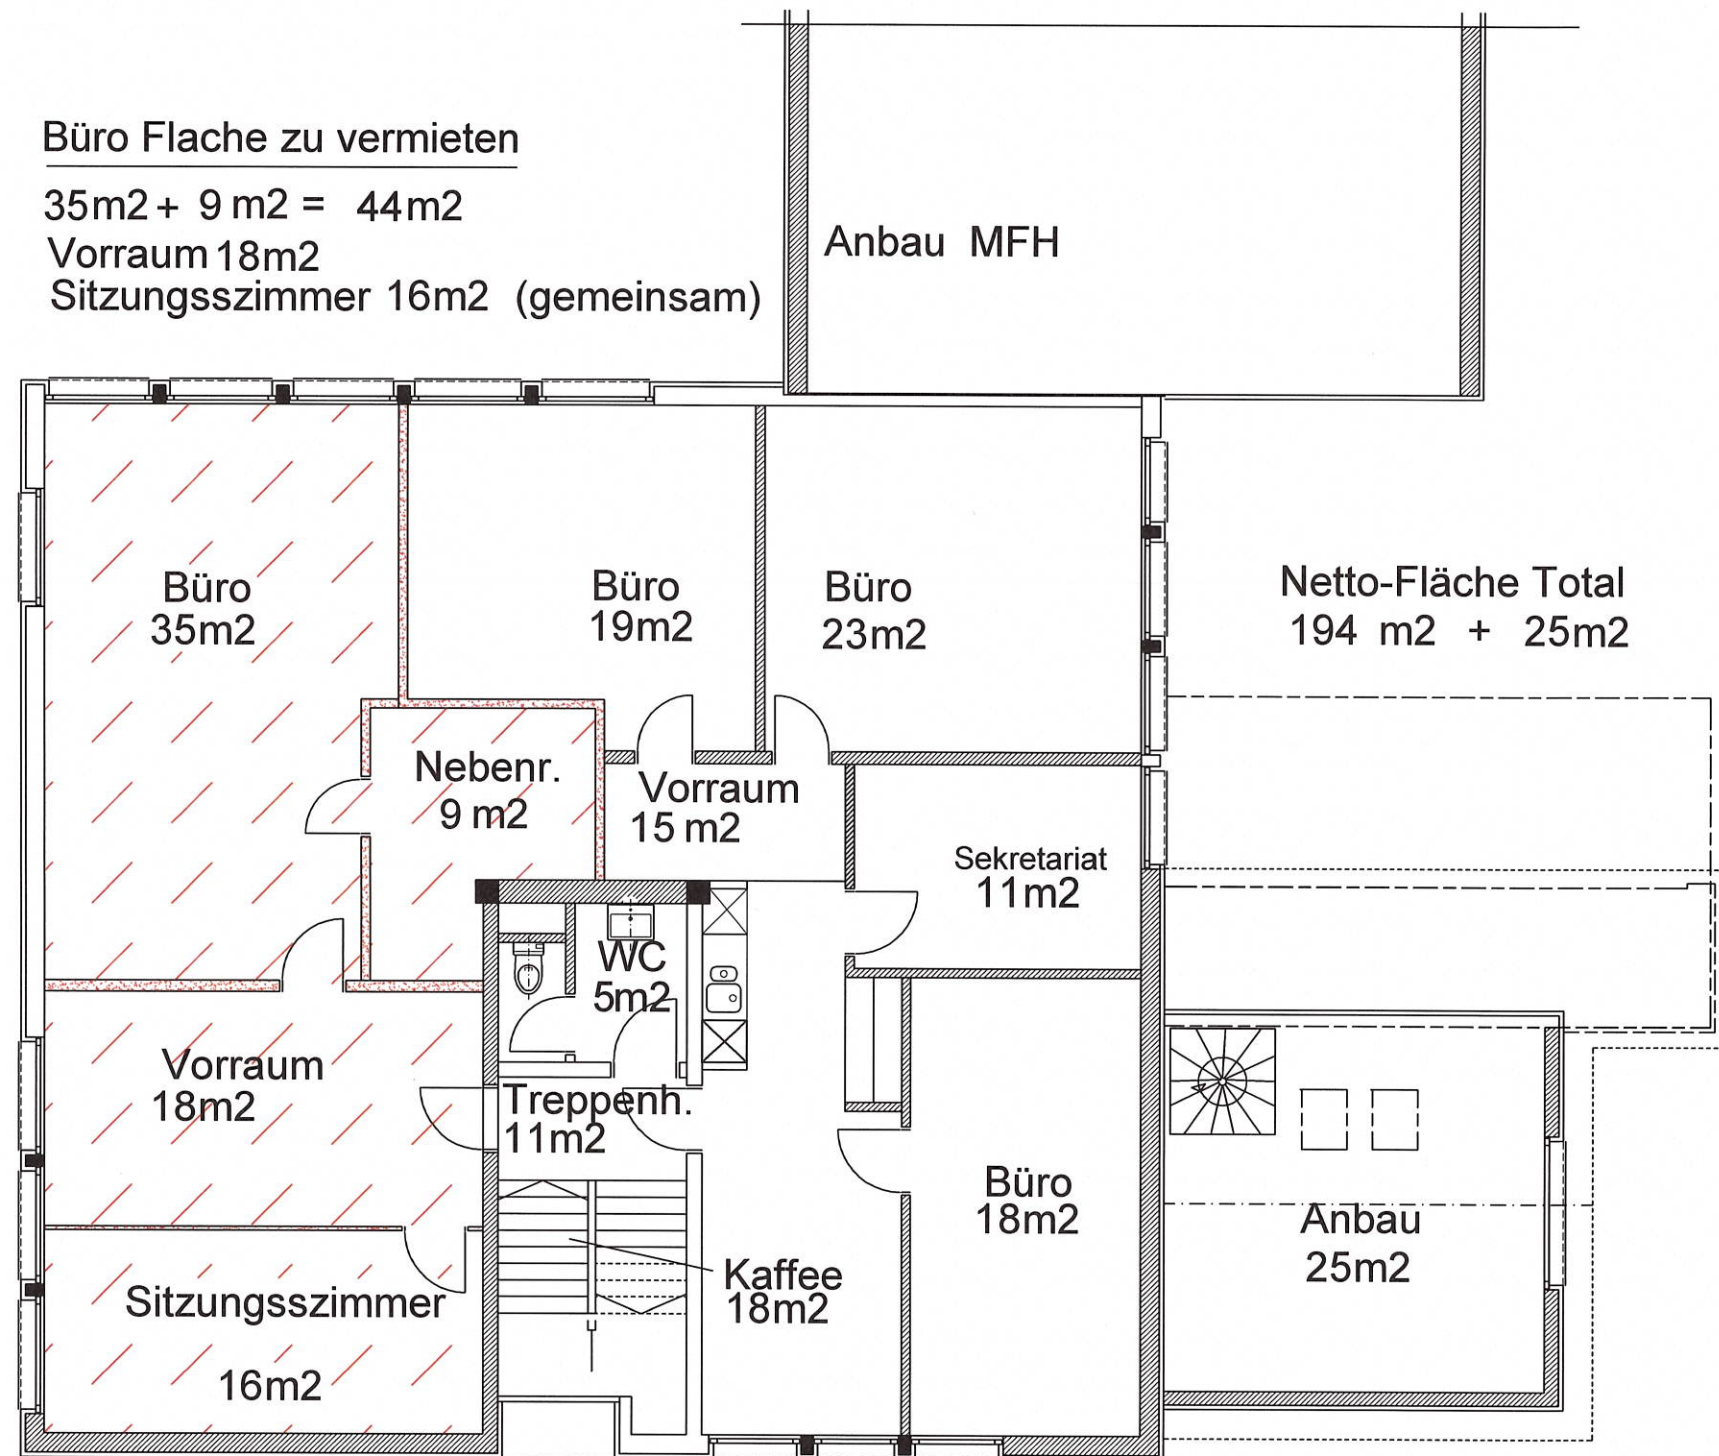 Büro Flache zu vermieten
35m2 + 9 m2 = 44m2
Vorraum 18m2
Sitzungsszimmer 16m2 (gemeinsam)
Anbau MFH
Netto-Fläche Total
194 m2 + 25m2
Büro
35m2
Büro
19m2
Büro
23m2
Nebenr.
9 m2
Vorraum
15 m2
Sekretariat
11m2
WC
5m2
Vorraum
18m2
Treppenh.
11m2
Büro
18m2
Anbau
25m2
Kaffee
18m2
Sitzungsszimmer
16m2